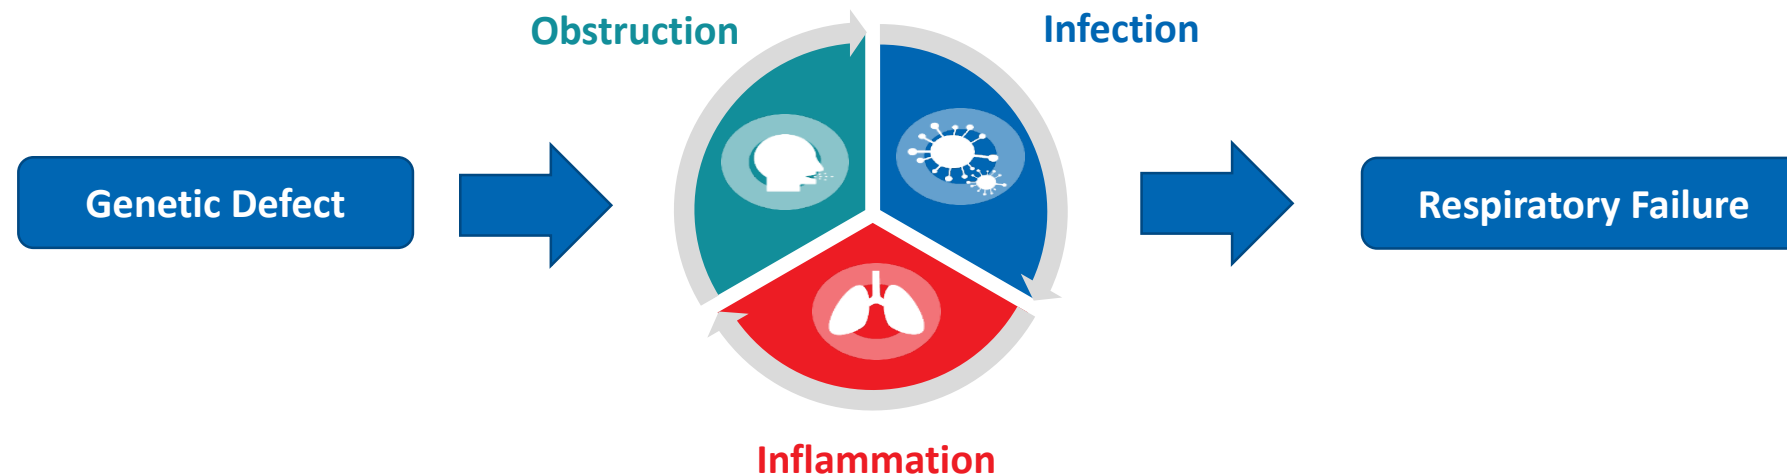 Obstruction
Infection
Genetic Defect
Respiratory Failure
Inflammation